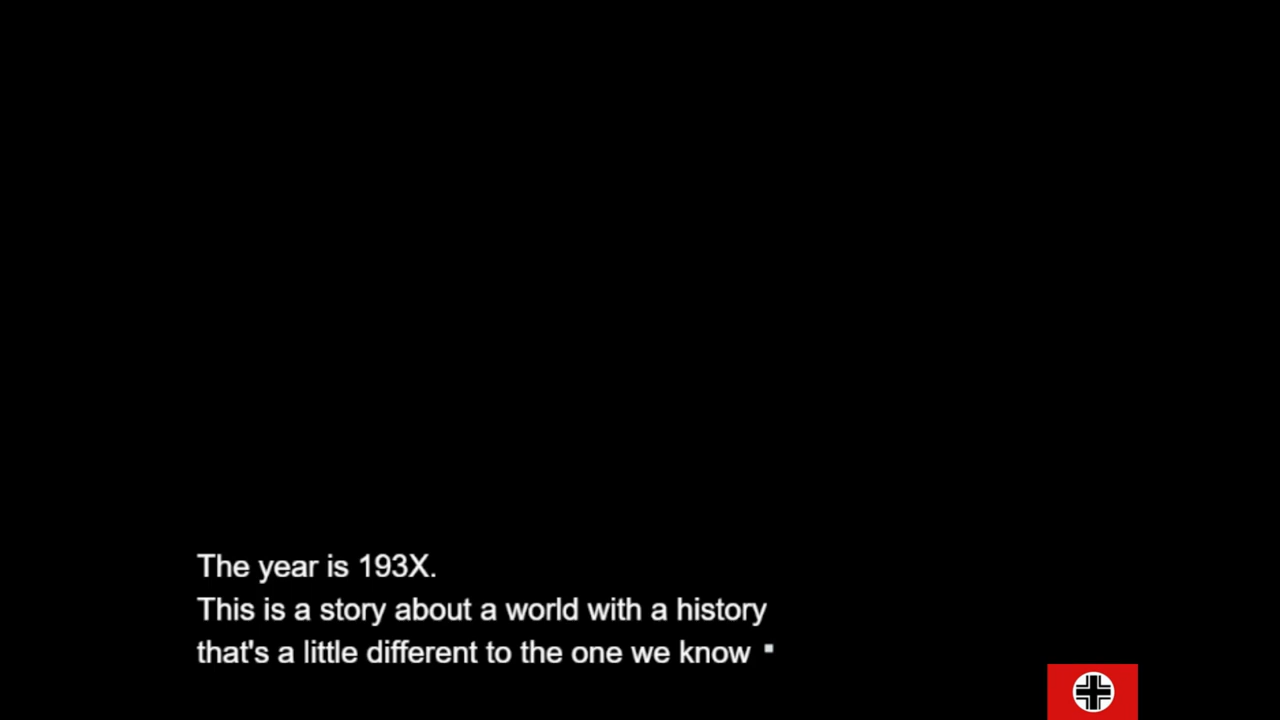 The year is 193X.
This is a story about a world with a history
that's a little different to the one we know